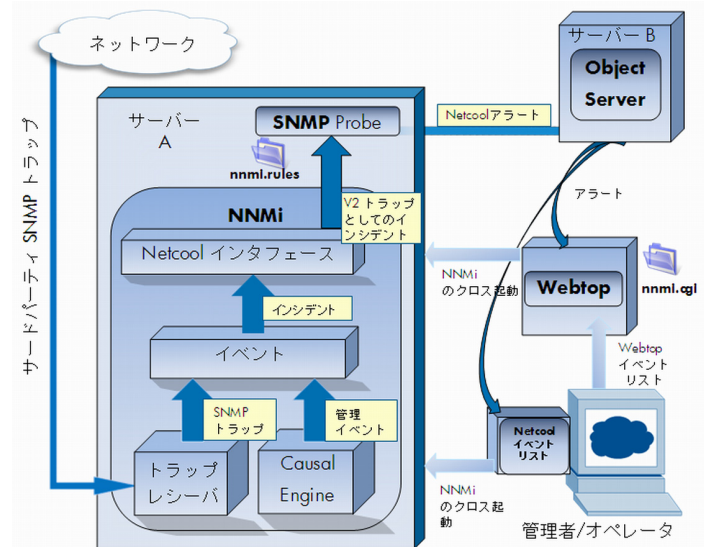 ネットワーク
サーバー B
Object
Server
サーバー
A
SNMP Probe
Netcoolアラート
nnml.rules
サードパーティ SNMP トラップ
V2 トラップ
としてのイ
ンシデント
アラート
NNMi
Netcool インタフェース
NNMi
のクロス起動
Webtop
nnml.cgl
インシデント
イベント
Webtop
イベント
リスト
SNMP
トラップ
管理
イベント
Netcool
イベント
リスト
トラップ
レシーバ
Causal
Engine
NNMi
のクロス起
動
管理者/オペレータ